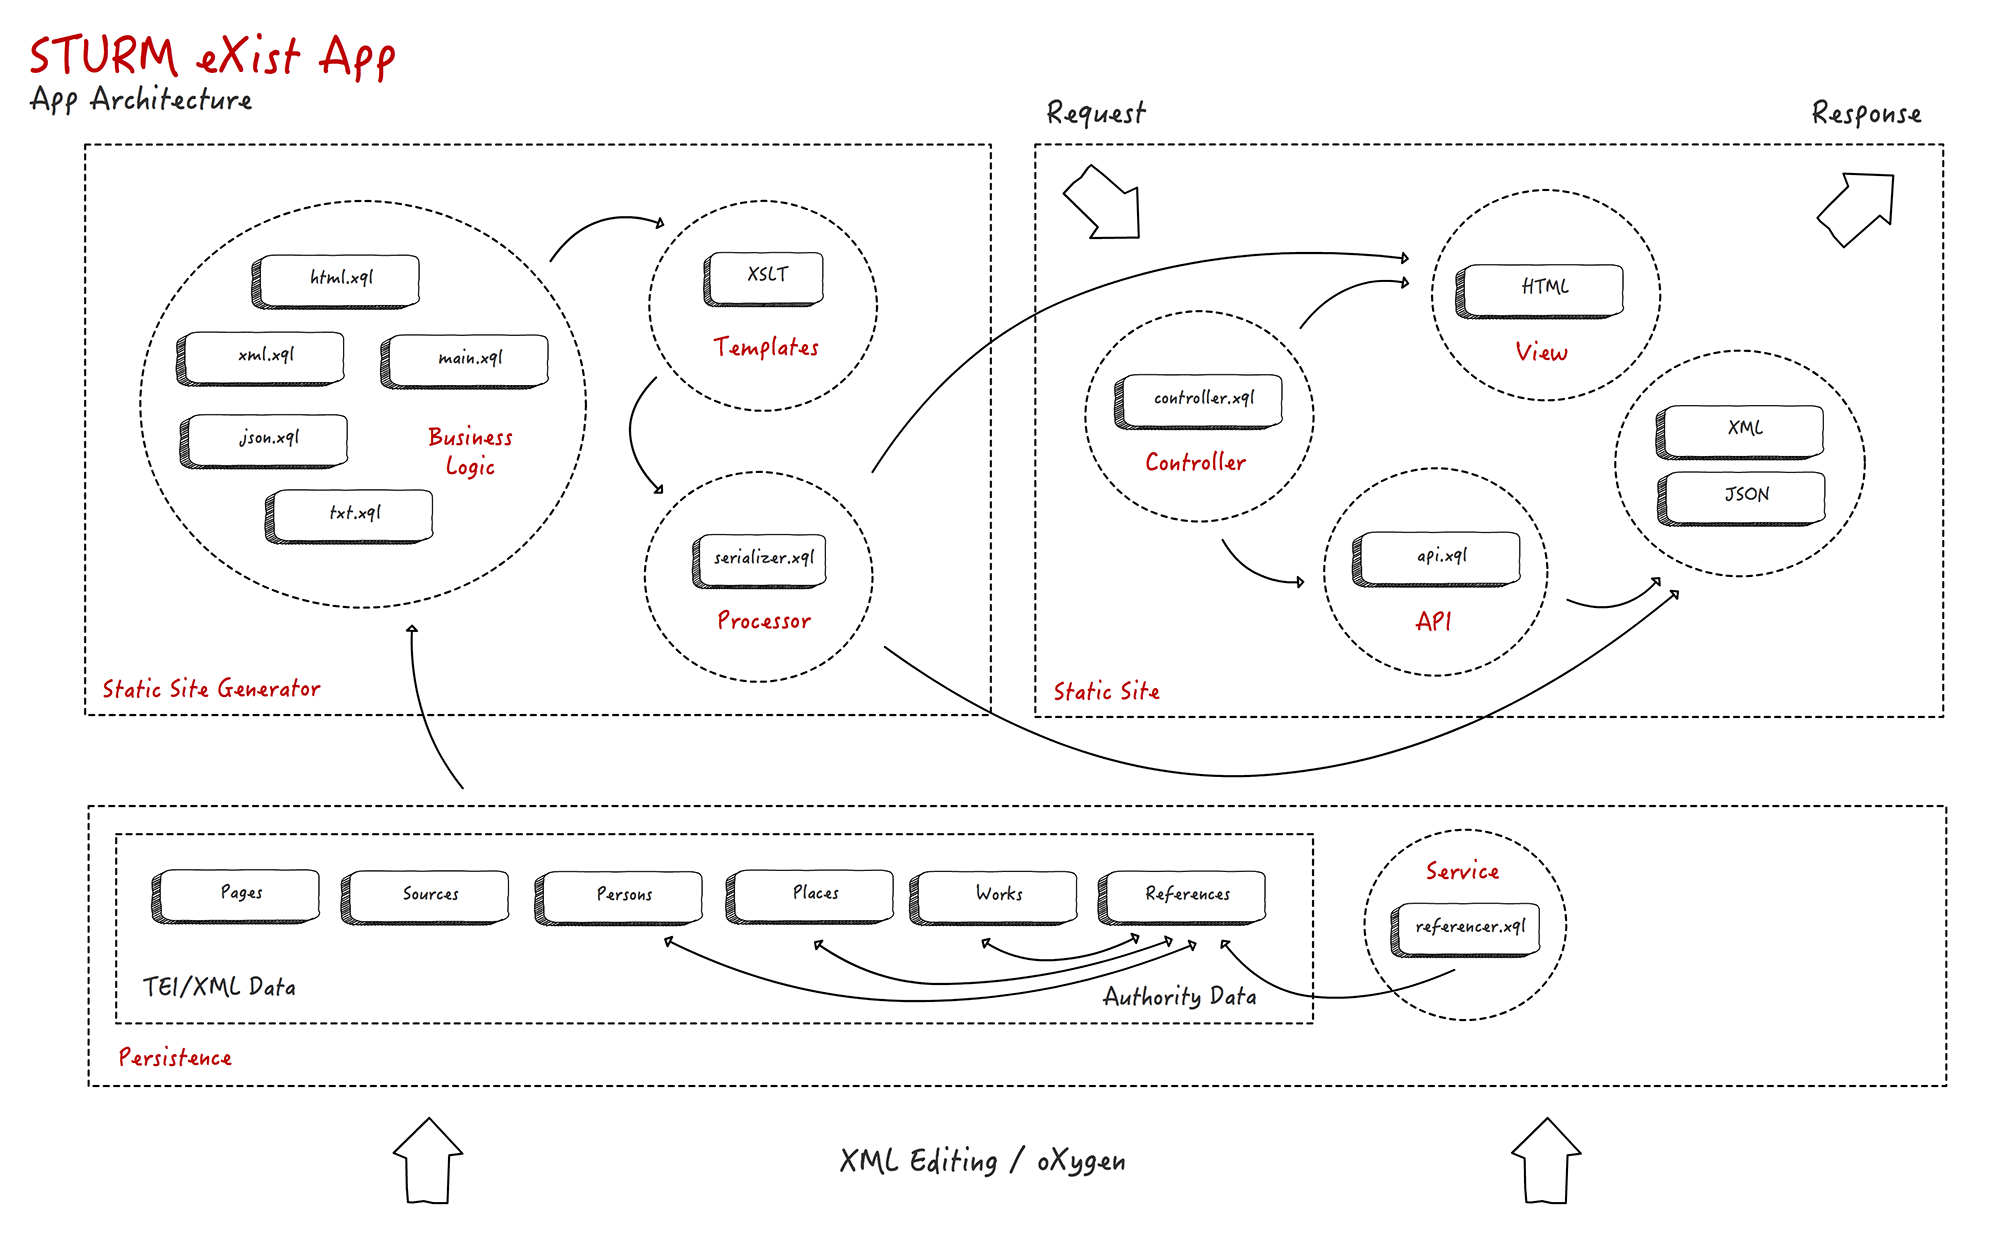 STURM eXist App
App Architecture
Request
Response
html.xql
xml.xql
main.xql
json.xql
Business
Logic
txt.xql
XSLT
Templates
serializer.xql
Processor
Static Site Generator
controller.xql
Controller
HTML
View
XML
JSON
api.xql
API
Static Site
Pages
Sources
Persons
Places
Works
References
TEI/XML Data
Authority Data
Service
referencer.xql
Persistence
XML Editing / oXygen